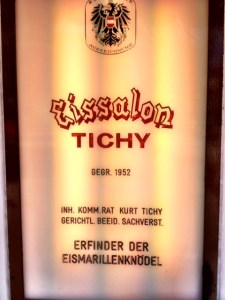 Eissalon
TICHY
GEGR. 1952
INH. KOMM.RAT KURT TICHY
GERICHTL. BEEID. SACHVERST.
ERFINDER DER
EISMARILLENKNÖDEL